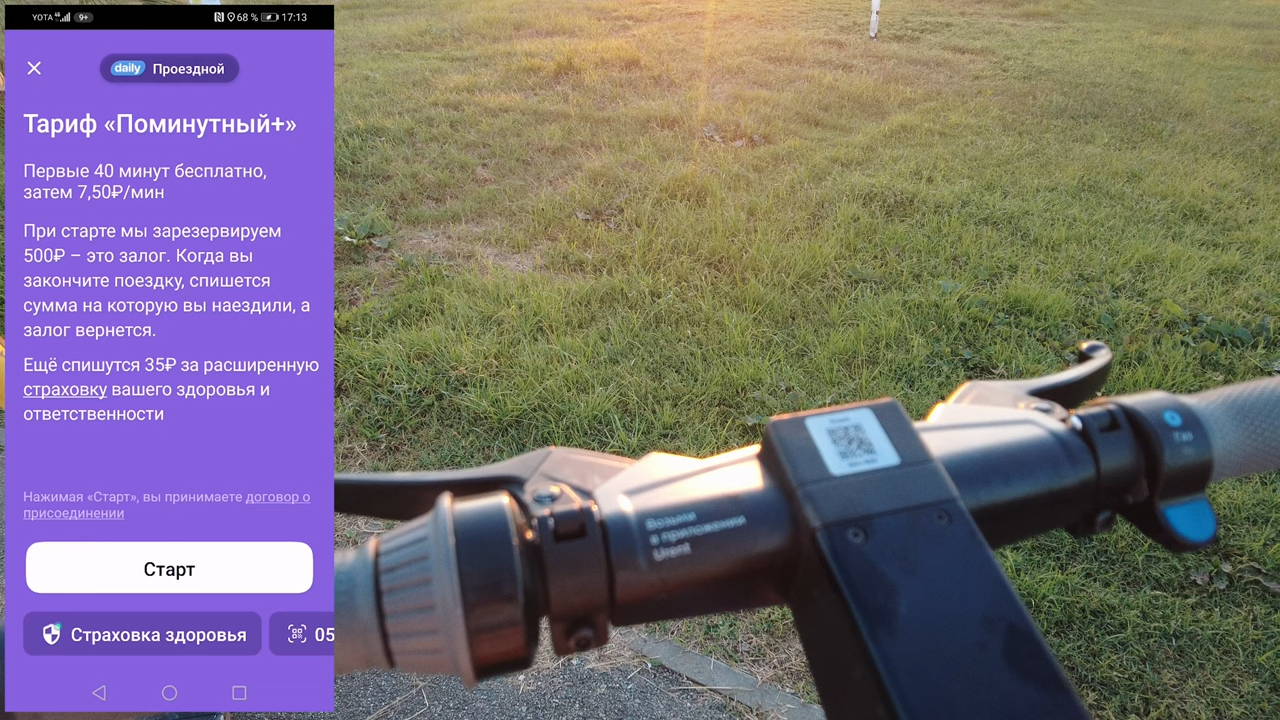 YOTA 9+ 68 % 17:13
daily Проездной
Тариф «Поминутный+»
Первые 40 минут бесплатно,
затем 7,50₽/мин
При старте мы зарезервируем
500₽ – это залог. Когда вы
закончите поездку, спишется
сумма на которую вы наездили, а
залог вернется.
Ещё спишутся 35₽ за расширенную
страховку вашего здоровья и
ответственности
Нажимая «Старт», вы принимаете договор о
присоединении
Старт
Страховка здоровья
05
Возьми
в приложении
Urent
Газ